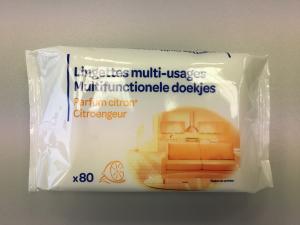 Lingettes multi-usages
Multifunctionele doekjes
Parfum citron*
Citroengeur
x80